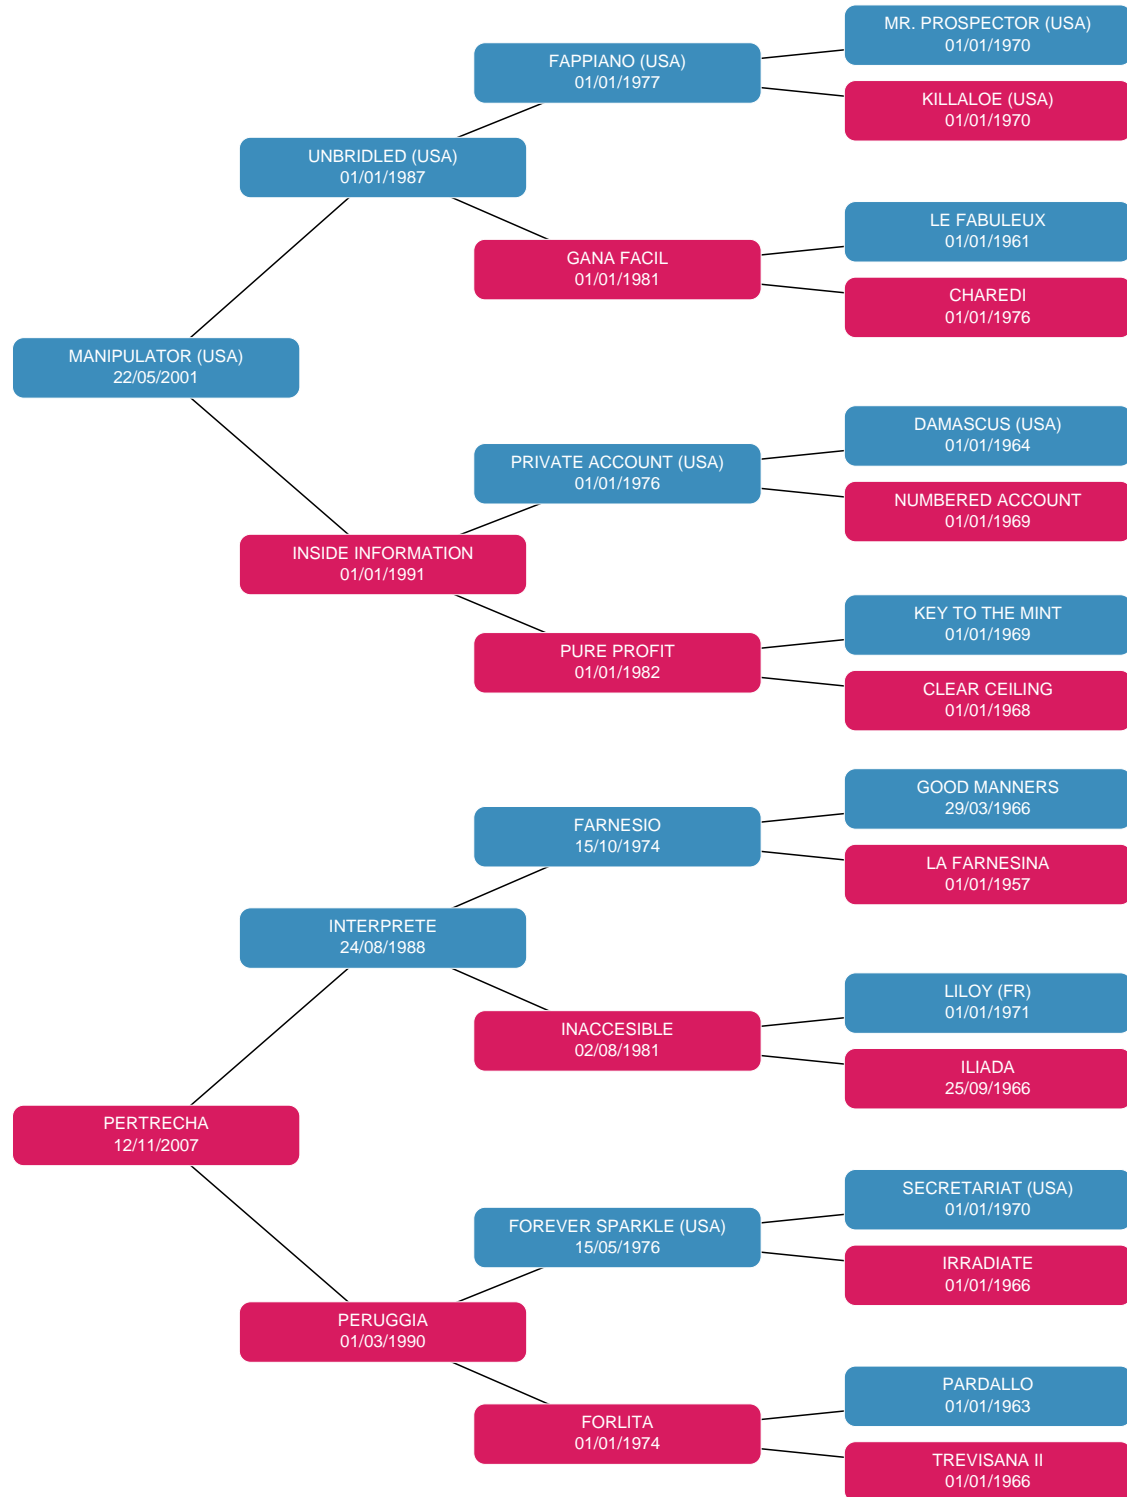 MR. PROSPECTOR (USA)
01/01/1970
FAPPIANO (USA)
01/01/1977
KILLALOE (USA)
01/01/1970
UNBRIDLED (USA)
01/01/1987
LE FABULEUX
01/01/1961
GANA FACIL
01/01/1981
CHAREDI
01/01/1976
MANIPULATOR (USA)
22/05/2001
DAMASCUS (USA)
01/01/1964
PRIVATE ACCOUNT (USA)
01/01/1976
NUMBERED ACCOUNT
01/01/1969
INSIDE INFORMATION
01/01/1991
KEY TO THE MINT
01/01/1969
PURE PROFIT
01/01/1982
CLEAR CEILING
01/01/1968
GOOD MANNERS
29/03/1966
FARNESIO
15/10/1974
LA FARNESINA
01/01/1957
INTERPRETE
24/08/1988
LILOY (FR)
01/01/1971
INACCESIBLE
02/08/1981
ILIADA
25/09/1966
PERTRECHA
12/11/2007
SECRETARIAT (USA)
01/01/1970
FOREVER SPARKLE (USA)
15/05/1976
IRRADIATE
01/01/1966
PERUGGIA
01/03/1990
PARDALLO
01/01/1963
FORLITA
01/01/1974
TREVISANA II
01/01/1966